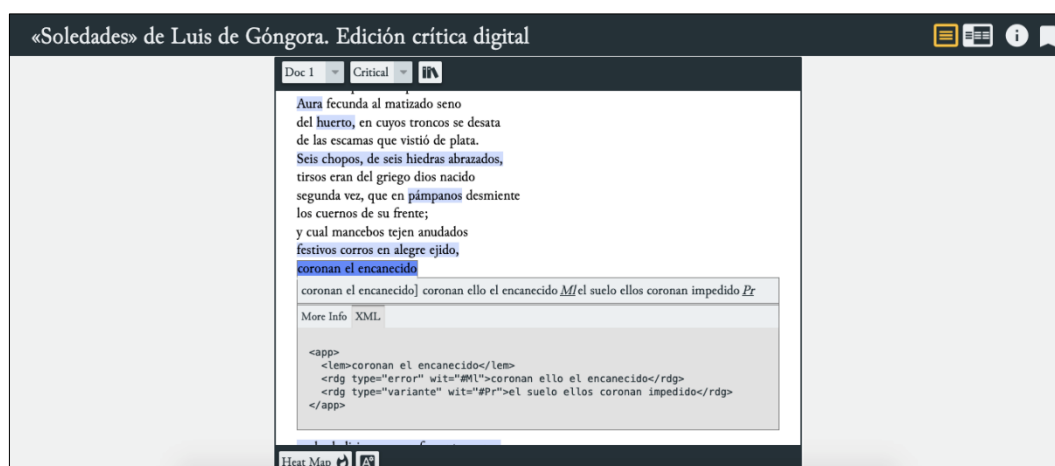 «Soledades» de Luis de Góngora. Edición crítica digital
Doc 1 Critical
Aura fecunda al matizado seno
del huerto, en cuyos troncos se desata
de las escamas que vistió de plata.
Seis chopos, de seis hiedras abrazados,
tirsos eran del griego dios nacido
segunda vez, que en pámpanos desmiente
los cuernos de su frente;
y cual mancebos tejen anudados
festivos corros en alegre ejido,
coronan el encanecido
coronan el encanecido] coronan ello el encanecido Ml el suelo ellos coronan impedido Pr
More Info XML
<app>
<lem>coronan el encanecido</lem>
<rdg type="error" wit="#Ml">coronan ello el encanecido</rdg>
<rdg type="variante" wit="#Pr">el suelo ellos coronan impedido</rdg>
</app>
Heat Map